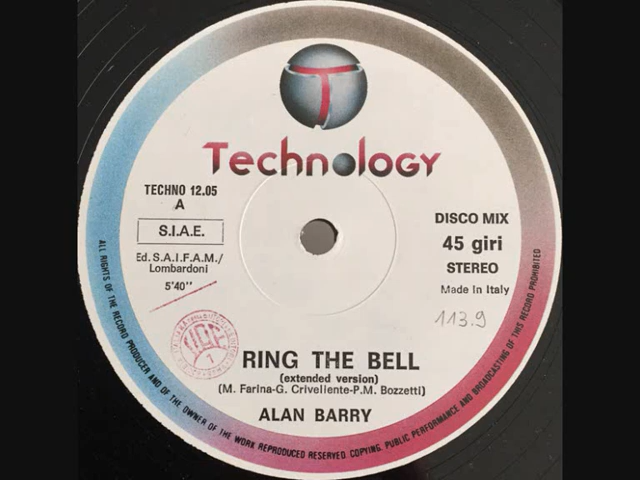 T
Technology
TECHNO 12.05
A
S.I.A.E.
Ed. S.A.I.F.A.M./
Lombardoni
5'40"
DISCO MIX
45 giri
STEREO
Made in Italy
113.9
RING THE BELL
(extended version)
(M. Farina-G. Criveliente-P.M. Bozzetti)
ALAN BARRY
ALL RIGHTS OF THE RECORD PRODUCER AND OF THE OWNER OF THE WORK REPRODUCED RESERVED. COPYING, PUBLIC PERFORMANCE AND BROADCASTING OF THIS RECORD PROHIBITED